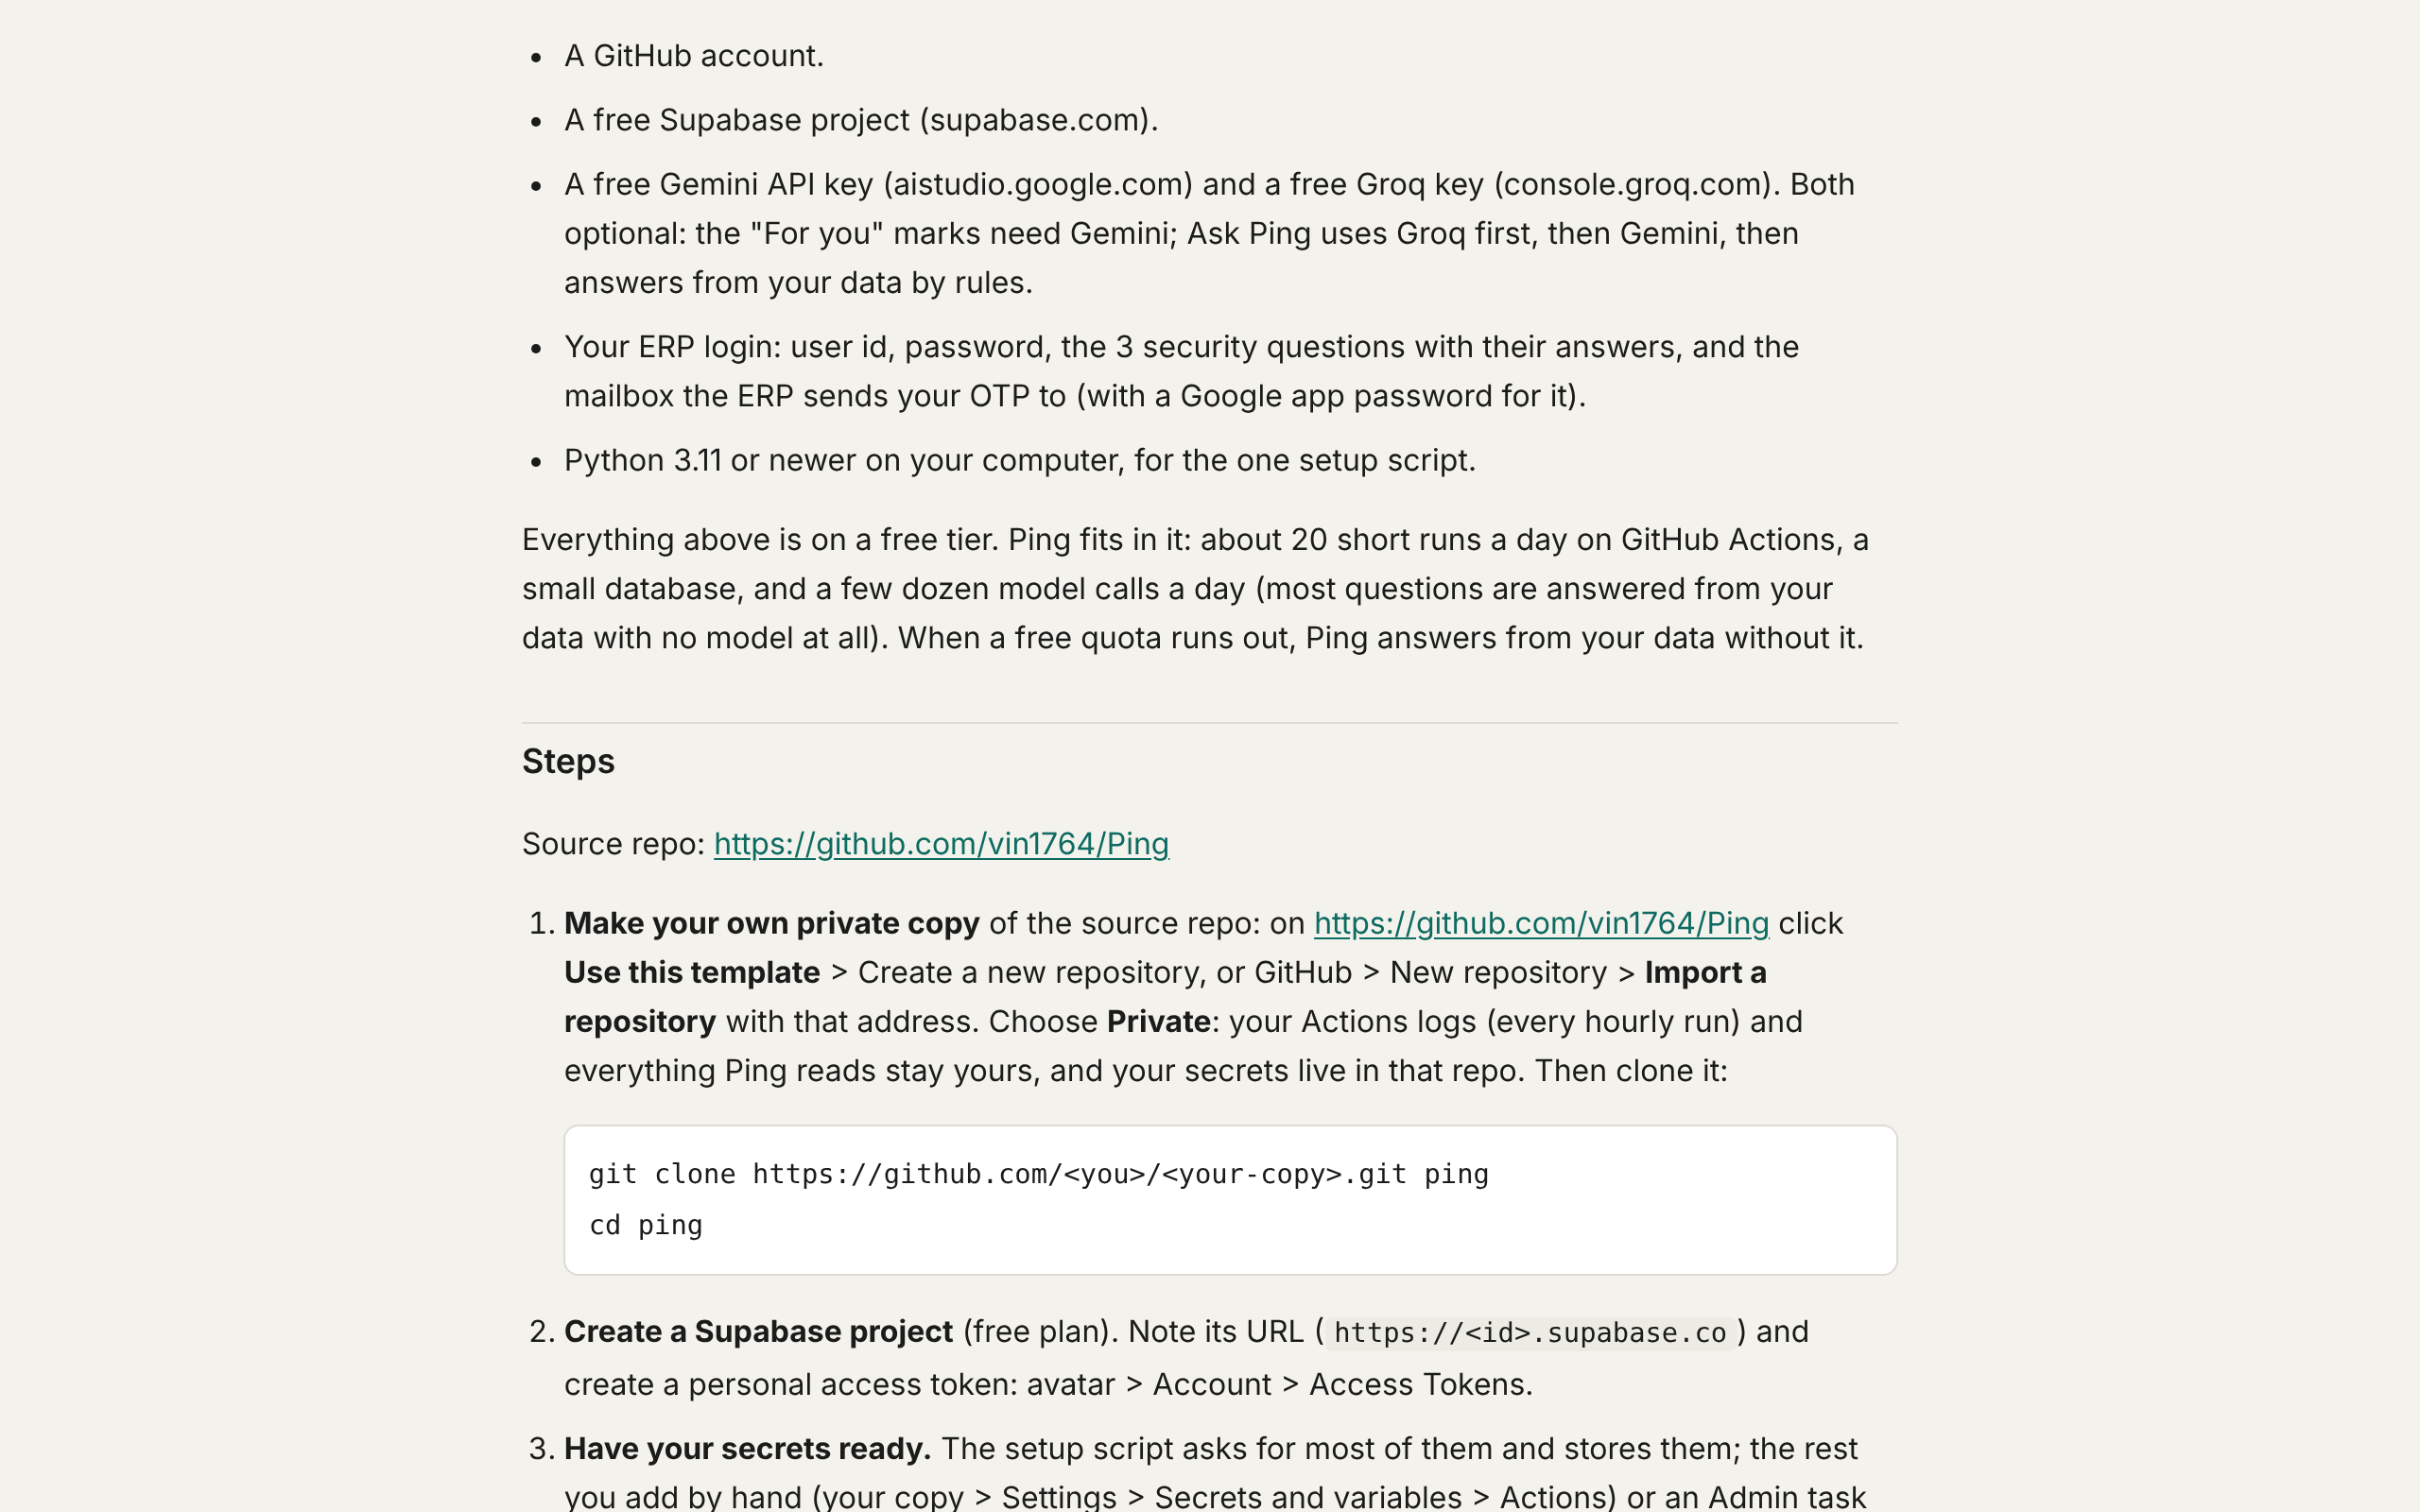 • A GitHub account.
• A free Supabase project (supabase.com).
• A free Gemini API key (aistudio.google.com) and a free Groq key (console.groq.com). Both
optional: the "For you" marks need Gemini; Ask Ping uses Groq first, then Gemini, then
answers from your data by rules.
• Your ERP login: user id, password, the 3 security questions with their answers, and the
mailbox the ERP sends your OTP to (with a Google app password for it).
• Python 3.11 or newer on your computer, for the one setup script.
Everything above is on a free tier. Ping fits in it: about 20 short runs a day on GitHub Actions, a
small database, and a few dozen model calls a day (most questions are answered from your
data with no model at all). When a free quota runs out, Ping answers from your data without it.
Steps
Source repo: https://github.com/vin1764/Ping
1. Make your own private copy of the source repo: on https://github.com/vin1764/Ping click
Use this template > Create a new repository, or GitHub > New repository > Import a
repository with that address. Choose Private: your Actions logs (every hourly run) and
everything Ping reads stay yours, and your secrets live in that repo. Then clone it:
git clone https://github.com/<you>/<your-copy>.git ping
cd ping
2. Create a Supabase project (free plan). Note its URL (https://<id>.supabase.co) and
create a personal access token: avatar > Account > Access Tokens.
3. Have your secrets ready. The setup script asks for most of them and stores them; the rest
you add by hand (your copy > Settings > Secrets and variables > Actions) or an Admin task